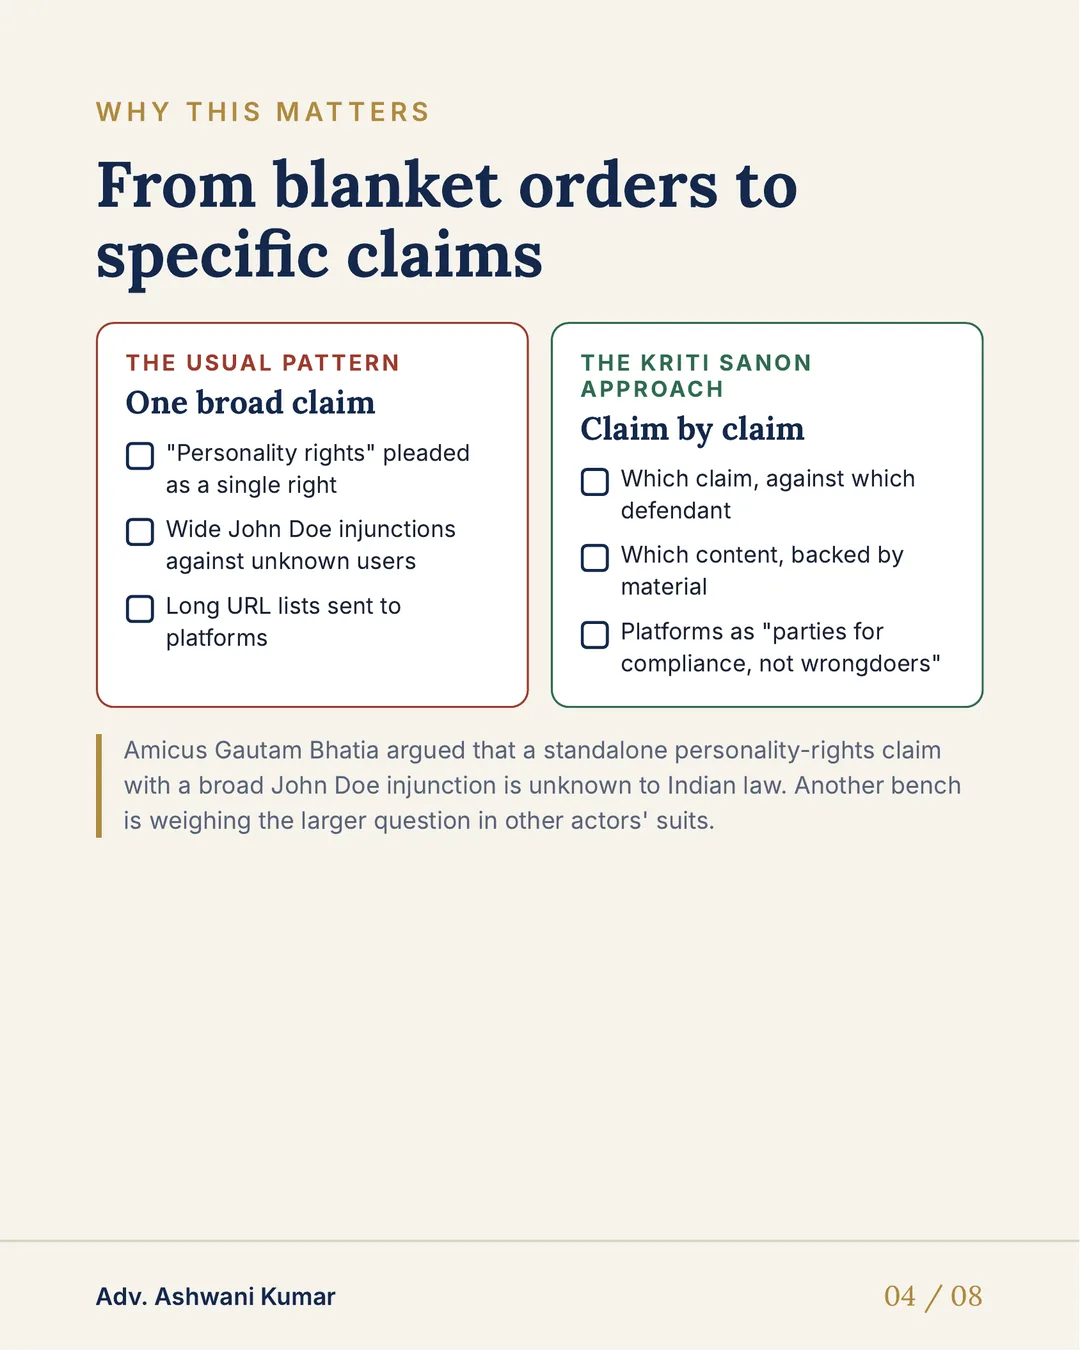 WHY THIS MATTERS
From blanket orders to
specific claims
THE USUAL PATTERN
One broad claim
"Personality rights" pleaded
as a single right
Wide John Doe injunctions
against unknown users
Long URL lists sent to
platforms
THE KRITI SANON
APPROACH
Claim by claim
Which claim, against which
defendant
Which content, backed by
material
Platforms as "parties for
compliance, not wrongdoers"
Amicus Gautam Bhatia argued that a standalone personality-rights claim
with a broad John Doe injunction is unknown to Indian law. Another bench
is weighing the larger question in other actors' suits.
Adv. Ashwani Kumar
04 / 08